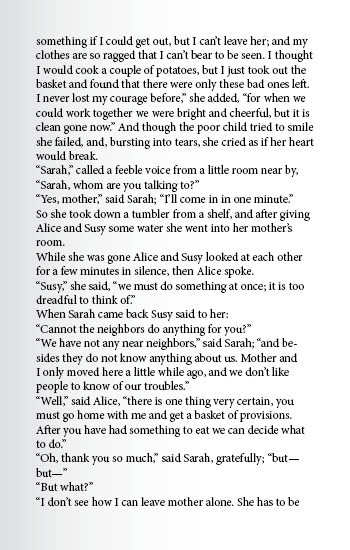 something if I could get out, but I can’t leave her; and my
clothes are so ragged that I can’t bear to be seen. I thought
I would cook a couple of potatoes, but I just took out the
basket and found that there were only these bad ones left.
I never lost my courage before,” she added, “for when we
could work together we were bright and cheerful, but it is
clean gone now.” And though the poor child tried to smile
she failed, and, bursting into tears, she cried as if her heart
would break.
“Sarah,” called a feeble voice from a little room near by,
“Sarah, whom are you talking to?”
“Yes, mother,” said Sarah; “I’ll come in in one minute.”
So she took down a tumbler from a shelf, and after giving
Alice and Susy some water she went into her mother’s
room.
While she was gone Alice and Susy looked at each other
for a few minutes in silence, then Alice spoke.
“Susy,” she said, “we must do something at once; it is too
dreadful to think of.”
When Sarah came back Susy said to her:
“Cannot the neighbors do anything for you?”
“We have not any near neighbors,” said Sarah; “and be-
sides they do not know anything about us. Mother and
I only moved here a little while ago, and we don’t like
people to know of our troubles.”
“Well,” said Alice, “there is one thing very certain, you
must go home with me and get a basket of provisions.
After you have had something to eat we can decide what
to do.”
“Oh, thank you so much,” said Sarah, gratefully; “but—
but—”
“But what?”
“I don’t see how I can leave mother alone. She has to be